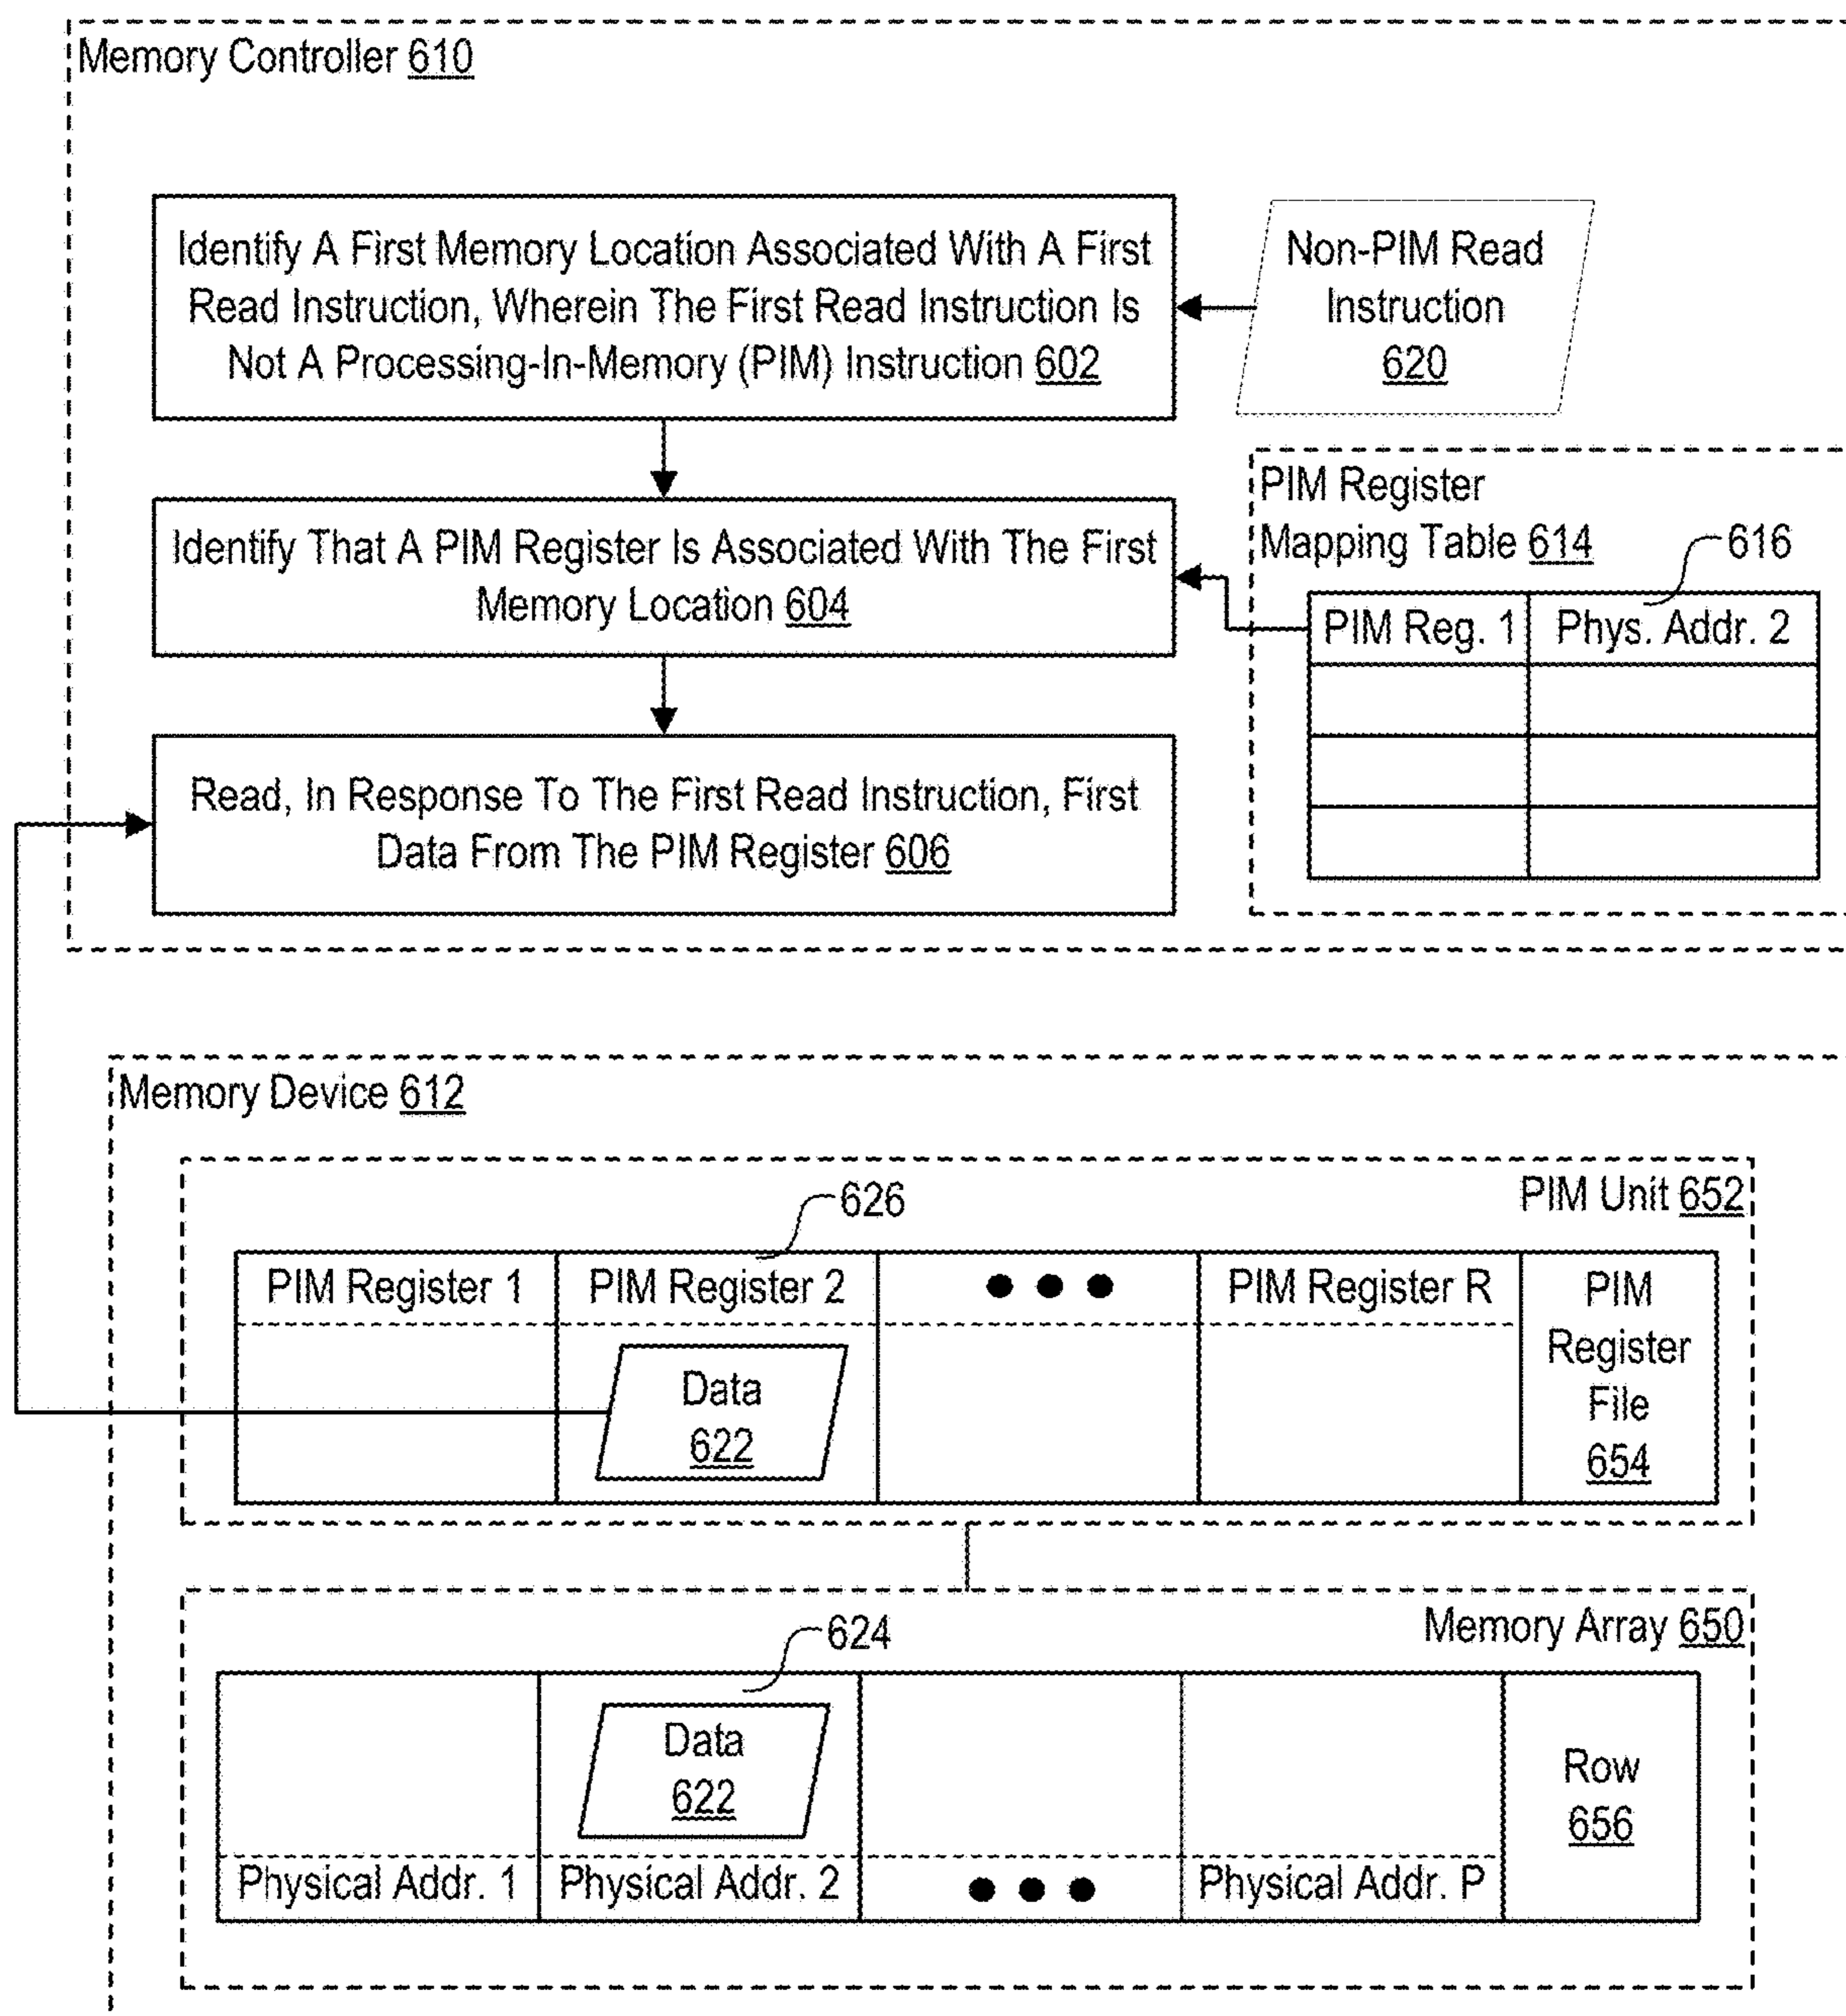 Memory Controller 610
Identify A First Memory Location Associated With A First
Read Instruction, Wherein The First Read Instruction Is
Not A Processing-In-Memory (PIM) Instruction 602
Non-PIM Read
Instruction
620
PIM Register
Mapping Table 614
616
Identify That A PIM Register Is Associated With The First
Memory Location 604
PIM Reg. 1
Phys. Addr. 2
Read, In Response To The First Read Instruction, First
Data From The PIM Register 606
Memory Device 612
PIM Unit 652
626
PIM Register 1
PIM Register 2
PIM Register R
PIM
Register
File
654
Data
622
Memory Array 650
624
Data
622
Row
656
Physical Addr. 1
Physical Addr. 2
Physical Addr. P